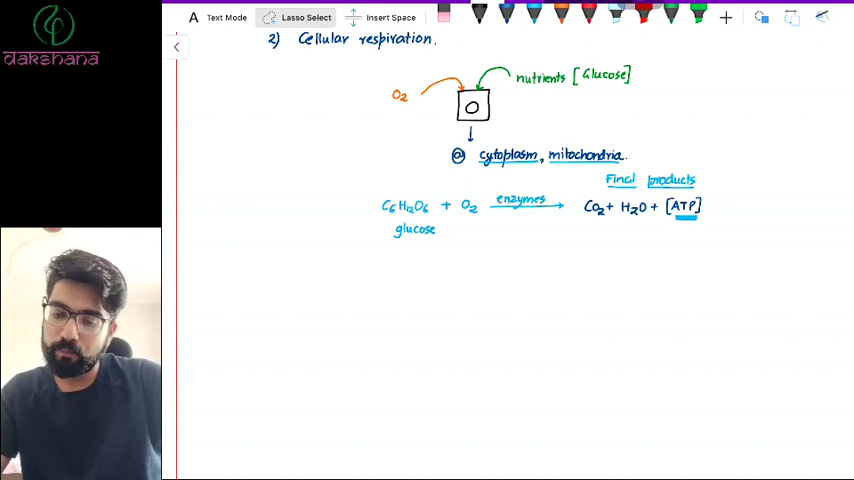 dakshana
A Text Mode Lasso Select Insert Space
2) Cellular respiration.
O2
nutrients [Glucose]
@ cytoplasm, mitochondria.
Final products
C6H12O6 + O2 enzymes → CO2 + H2O + [ATP]
glucose